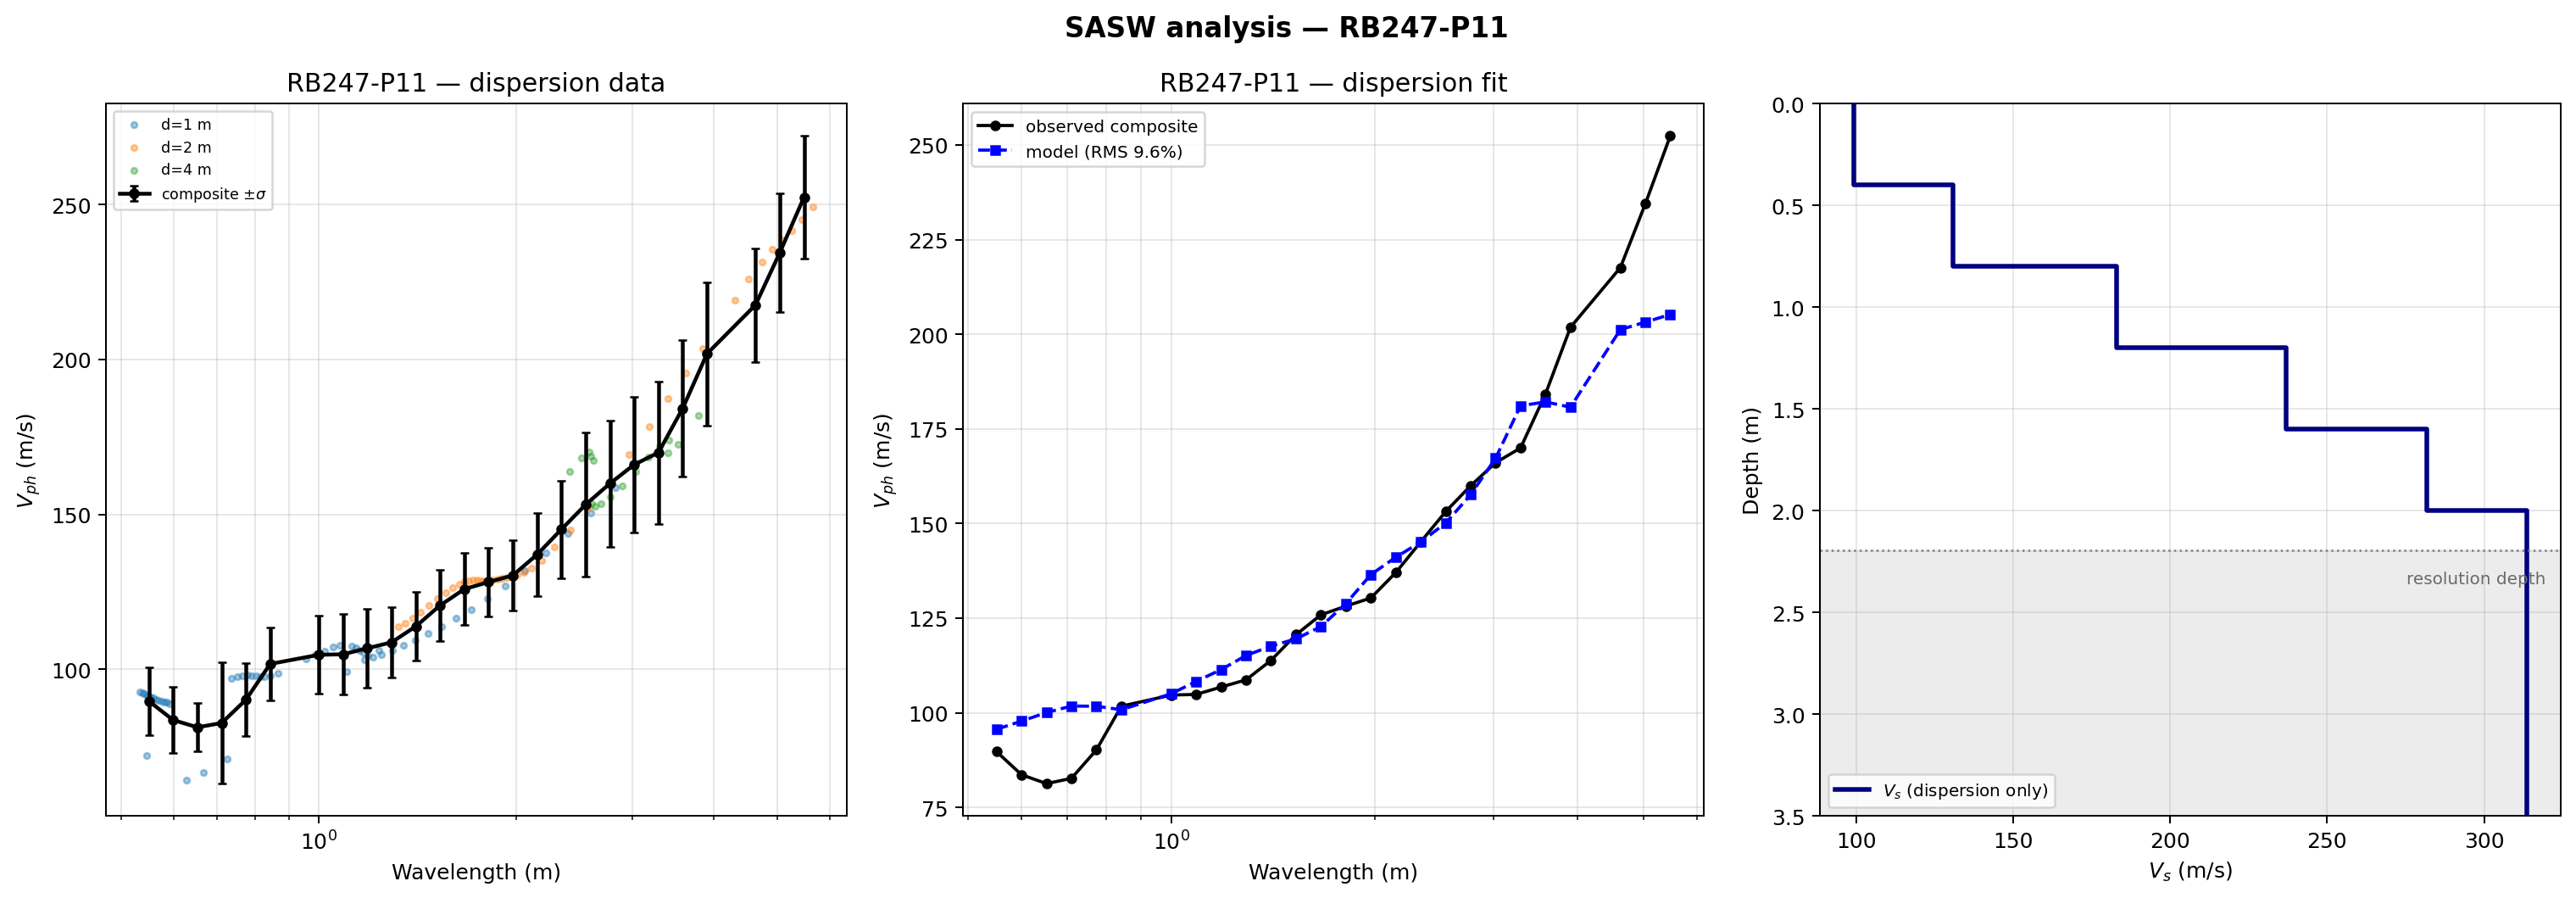 SASW analysis — RB247-P11
RB247-P11 — dispersion data
d=1 m
d=2 m
d=4 m
composite ±σ
250
200
150
100
V_ph (m/s)
10^0
Wavelength (m)
RB247-P11 — dispersion fit
observed composite
model (RMS 9.6%)
250
225
200
175
150
125
100
75
V_ph (m/s)
10^0
Wavelength (m)
0.0
0.5
1.0
1.5
2.0
2.5
3.0
3.5
Depth (m)
resolution depth
V_s (dispersion only)
100
150
200
250
300
V_s (m/s)